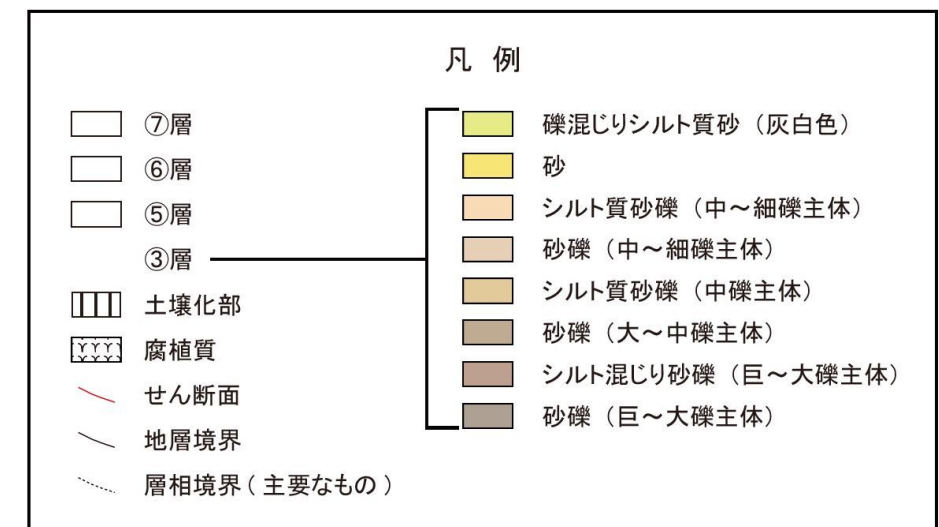 凡 例
⑦層
⑥層
⑤層
③層
土壌化部
腐植質
せん断面
地層境界
層相境界（主要なもの）
礫混じりシルト質砂（灰白色）
砂
シルト質砂礫（中～細礫主体）
砂礫（中～細礫主体）
シルト質砂礫（中礫主体）
砂礫（大～中礫主体）
シルト混じり砂礫（巨～大礫主体）
砂礫（巨～大礫主体）